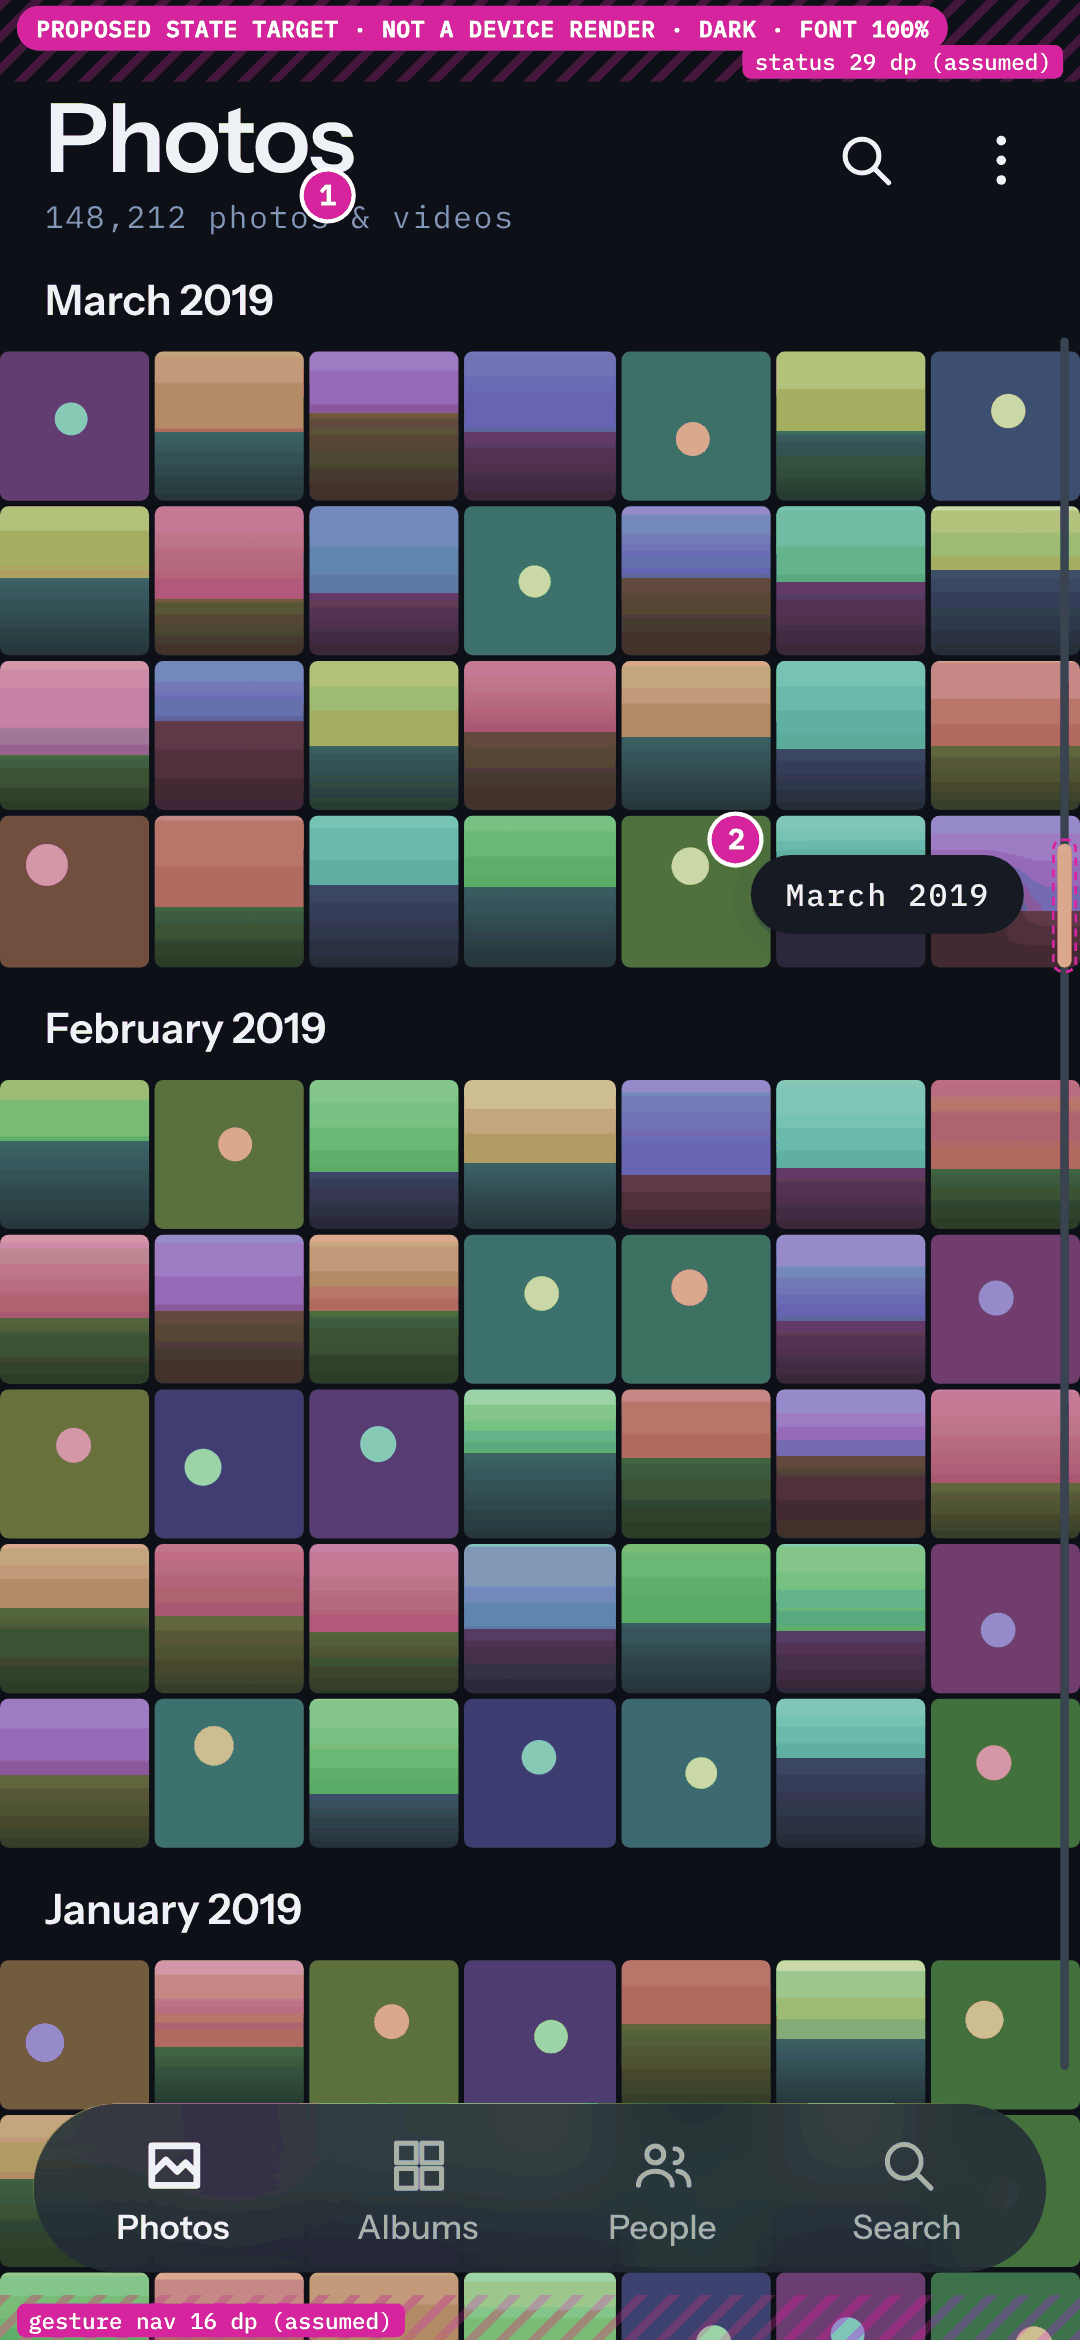 PROPOSED STATE TARGET · NOT A DEVICE RENDER · DARK · FONT 100%
status 29 dp (assumed)
Photos
1
148,212 photos & videos
March 2019
2
March 2019
February 2019
January 2019
Photos Albums People Search
gesture nav 16 dp (assumed)